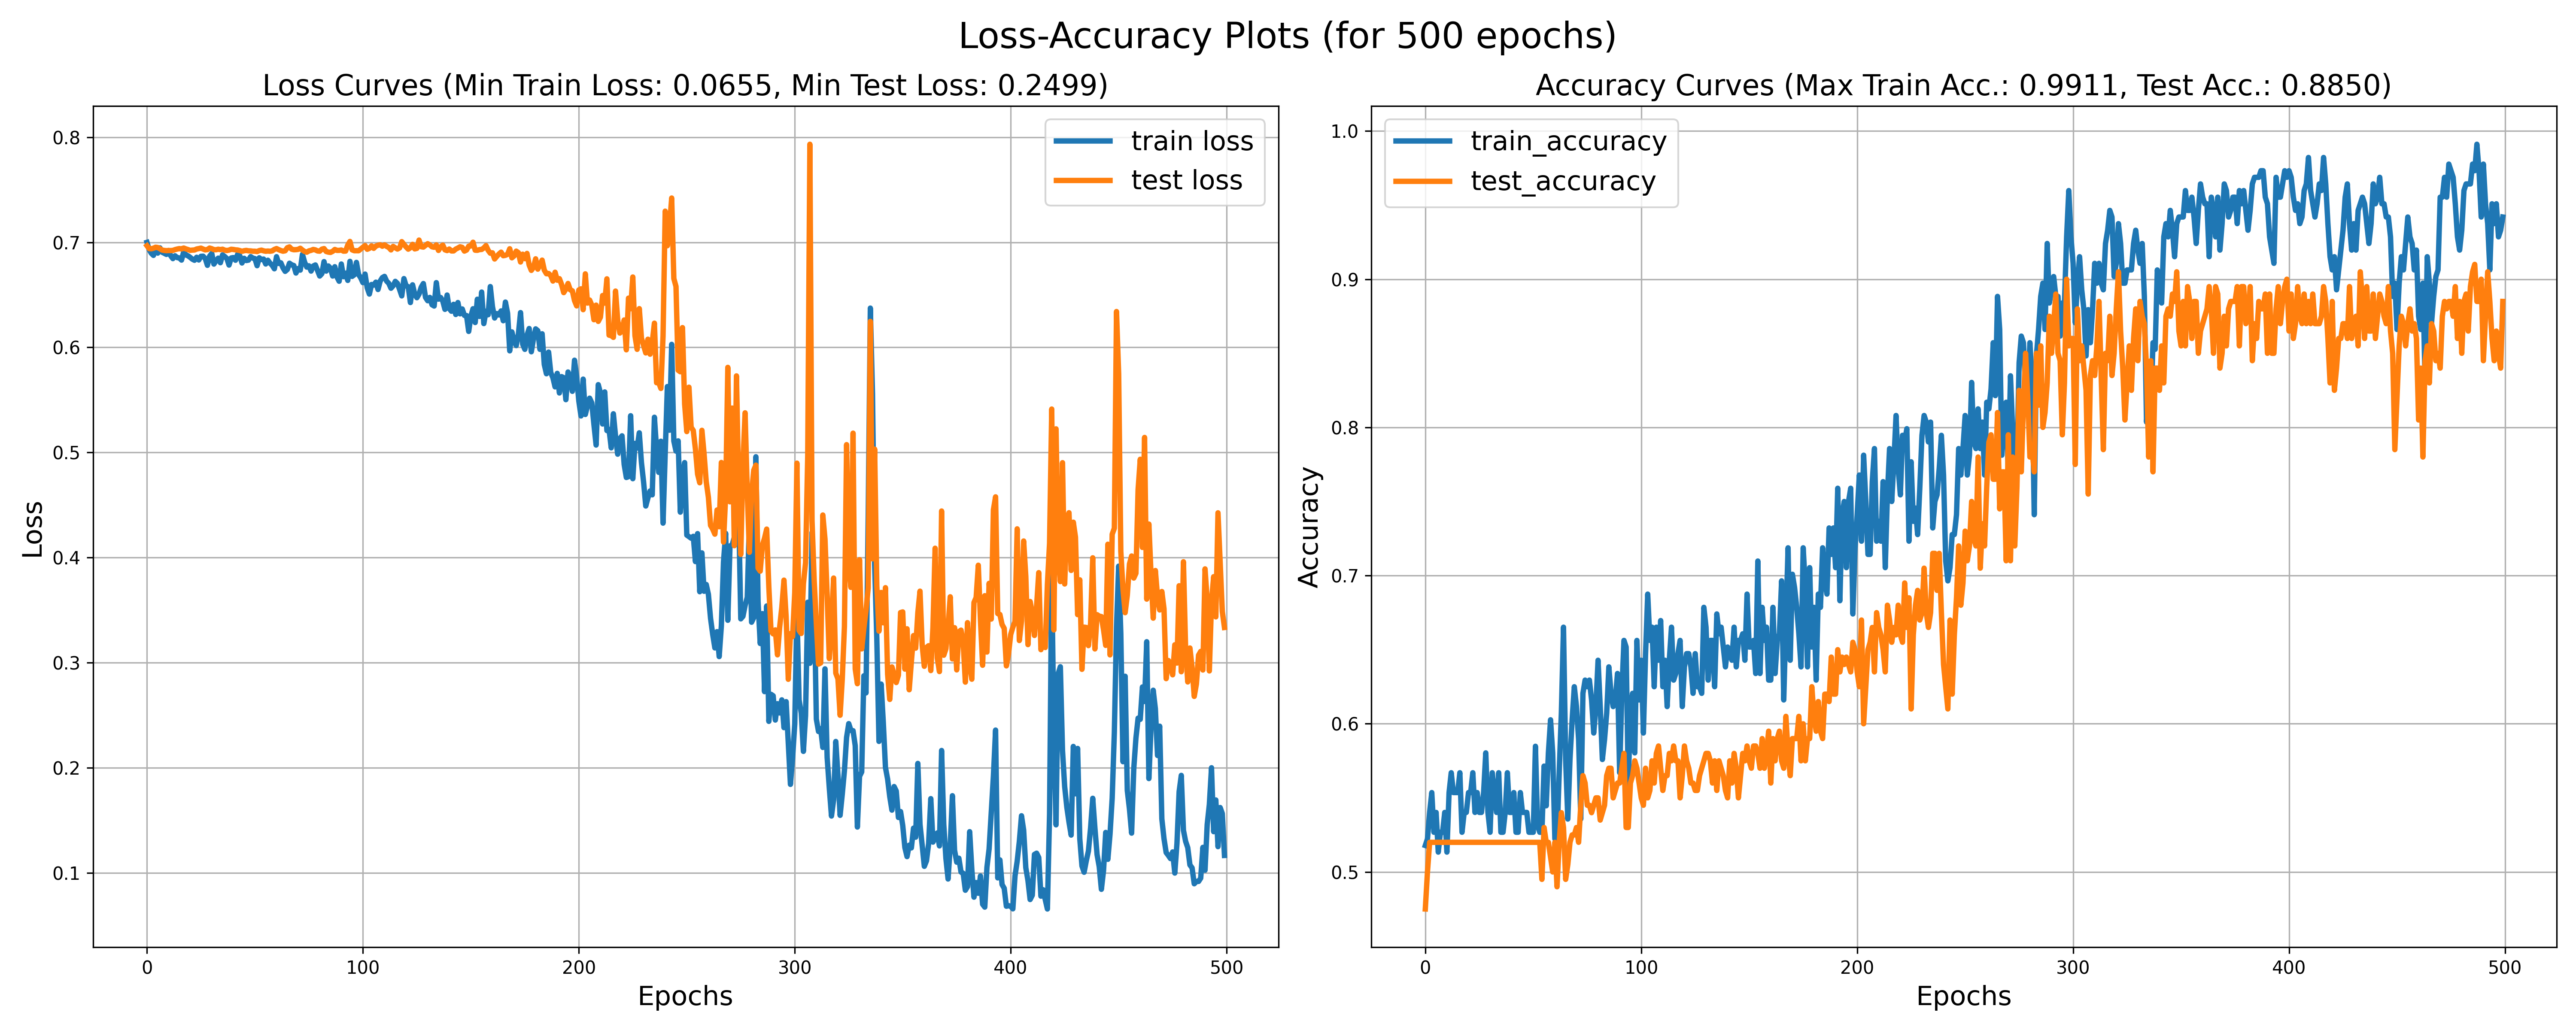 Loss-Accuracy Plots (for 500 epochs)
Loss Curves (Min Train Loss: 0.0655, Min Test Loss: 0.2499)
train loss
test loss
0.8
0.7
0.6
0.5
0.4
0.3
0.2
0.1
Loss
0
100
200
300
400
500
Epochs
Accuracy Curves (Max Train Acc.: 0.9911, Test Acc.: 0.8850)
train_accuracy
test_accuracy
1.0
0.9
0.8
0.7
0.6
0.5
Accuracy
0
100
200
300
400
500
Epochs